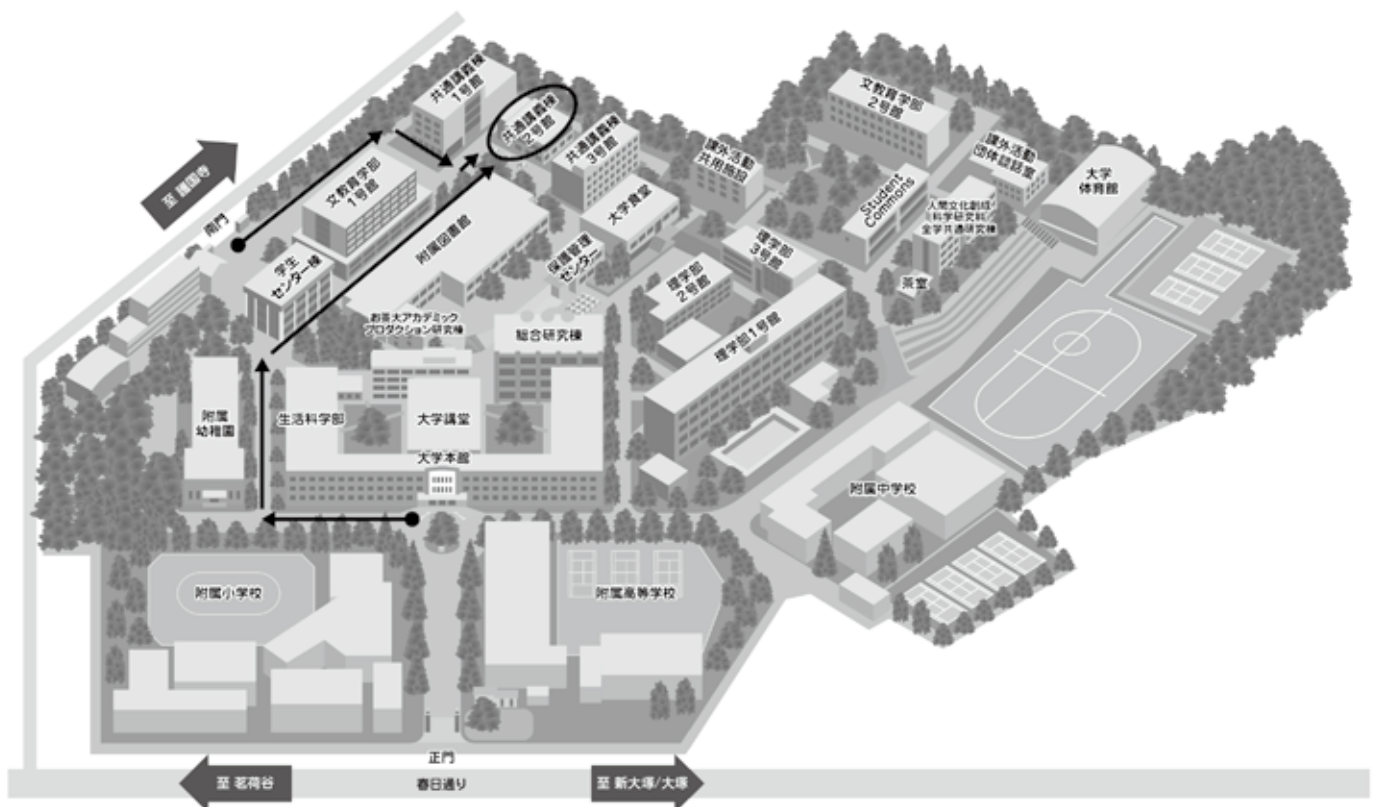 共通講義棟
1号館
共通講義棟
2号館
共通講義棟
3号館
文教育学部
2号館
課外活動
共用施設
課外活動
団体談話室
大学
体育館
至 護国寺
南門
文教育学部
1号館
附属図書館
大学食堂
Student
Commons
人間文化創成
科学研究科/
全学共通研究棟
学生
センター棟
保健管理
センター
理学部
3号館
理学部
2号館
茶室
お茶大アカデミック
プロダクション研究棟
総合研究棟
理学部1号館
附属
幼稚園
生活科学部
大学講堂
大学本館
附属中学校
附属小学校
附属高等学校
正門
至 茗荷谷
春日通り
至 新大塚/大塚